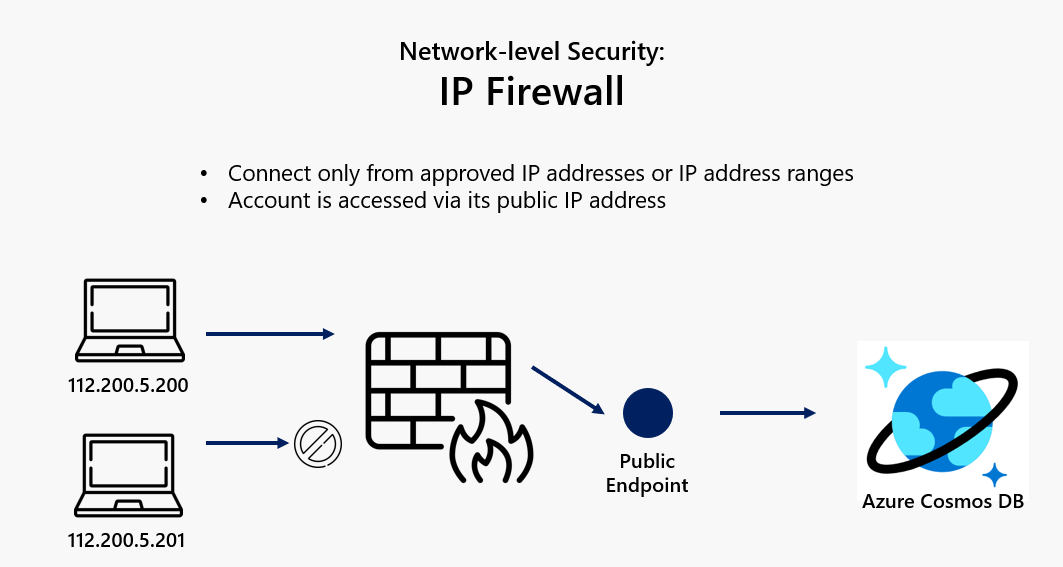 Network-level Security:
IP Firewall
• Connect only from approved IP addresses or IP address ranges
• Account is accessed via its public IP address
112.200.5.200
112.200.5.201
Public
Endpoint
Azure Cosmos DB